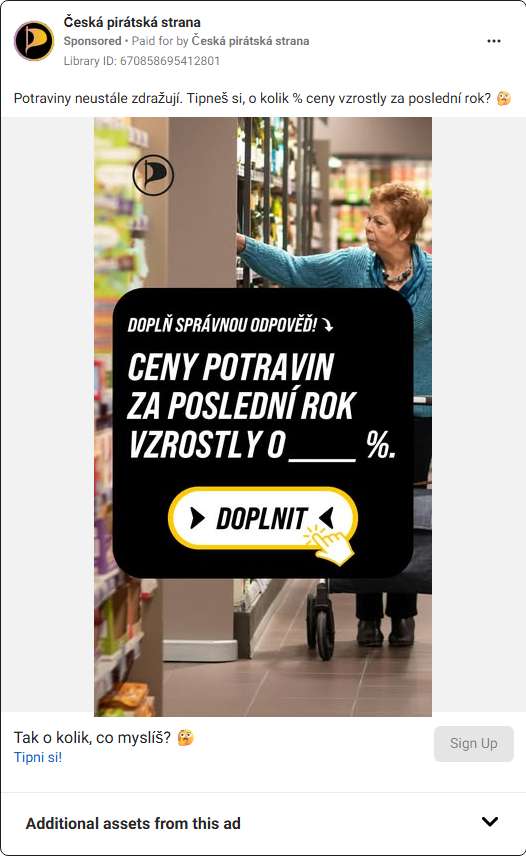 Česká pirátská strana
Sponsored • Paid for by Česká pirátská strana
Library ID: 670858695412801
Potraviny neustále zdražují. Tipneš si, o kolik % ceny vzrostly za poslední rok? 🫣
DOPLŇ SPRÁVNOU ODPOVĚĎ!
CENY POTRAVIN
ZA POSLEDNÍ ROK
VZROSTLY O ____ %.
DOPLNIT
Tak o kolik, co myslíš? 🫣
Tipni si!
Sign Up
Additional assets from this ad